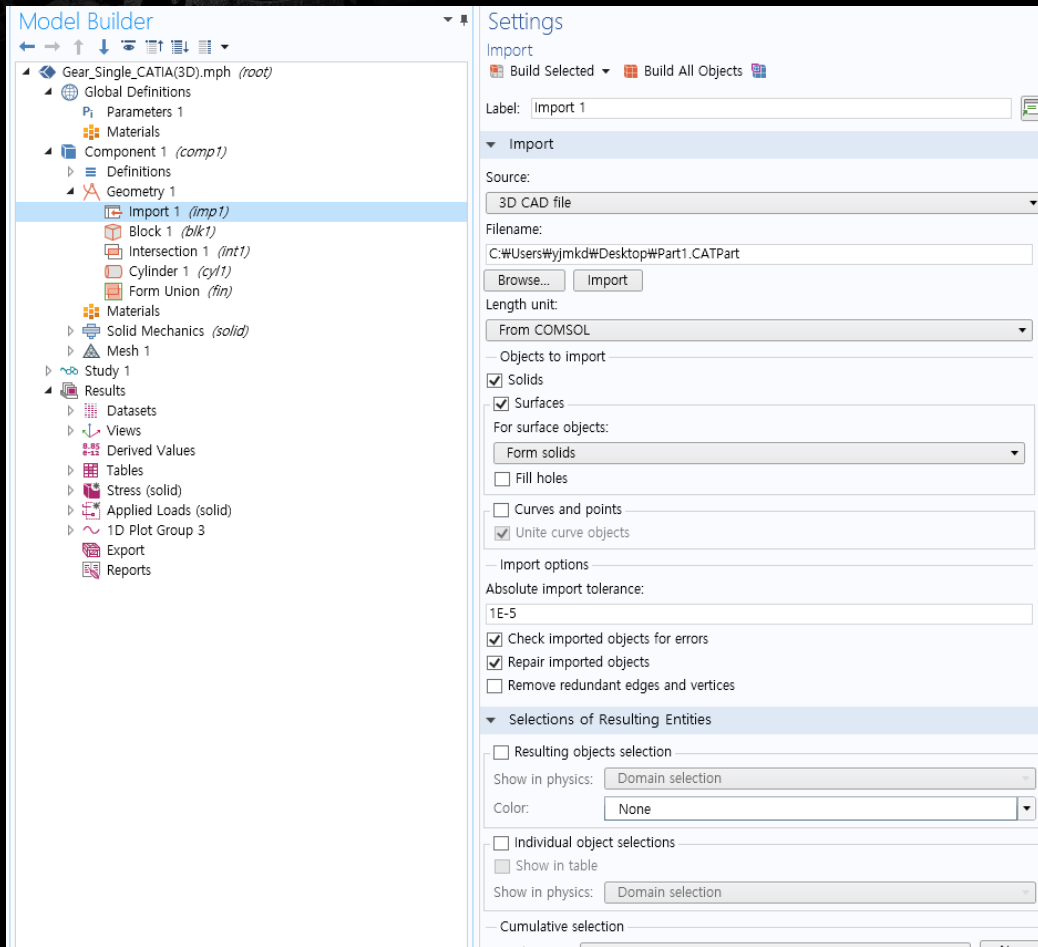 Model Builder
Gear_Single_CATIA(3D).mph (root)
Global Definitions
Pi Parameters 1
Materials
Component 1 (comp1)
Definitions
Geometry 1
Import 1 (imp1)
Block 1 (blk1)
Intersection 1 (int1)
Cylinder 1 (cyl1)
Form Union (fin)
Materials
Solid Mechanics (solid)
Mesh 1
Study 1
Results
Datasets
Views
8.85
e-12 Derived Values
Tables
Stress (solid)
Applied Loads (solid)
1D Plot Group 3
Export
Reports
Settings
Import
Build Selected Build All Objects
Label: Import 1
Import
Source:
3D CAD file
Filename:
C:₩Users₩yjmkd₩Desktop₩Part1.CATPart
Browse... Import
Length unit:
From COMSOL
Objects to import
Solids
Surfaces
For surface objects:
Form solids
Fill holes
Curves and points
Unite curve objects
Import options
Absolute import tolerance:
1E-5
Check imported objects for errors
Repair imported objects
Remove redundant edges and vertices
Selections of Resulting Entities
Resulting objects selection
Show in physics: Domain selection
Color: None
Individual object selections
Show in table
Show in physics: Domain selection
Cumulative selection